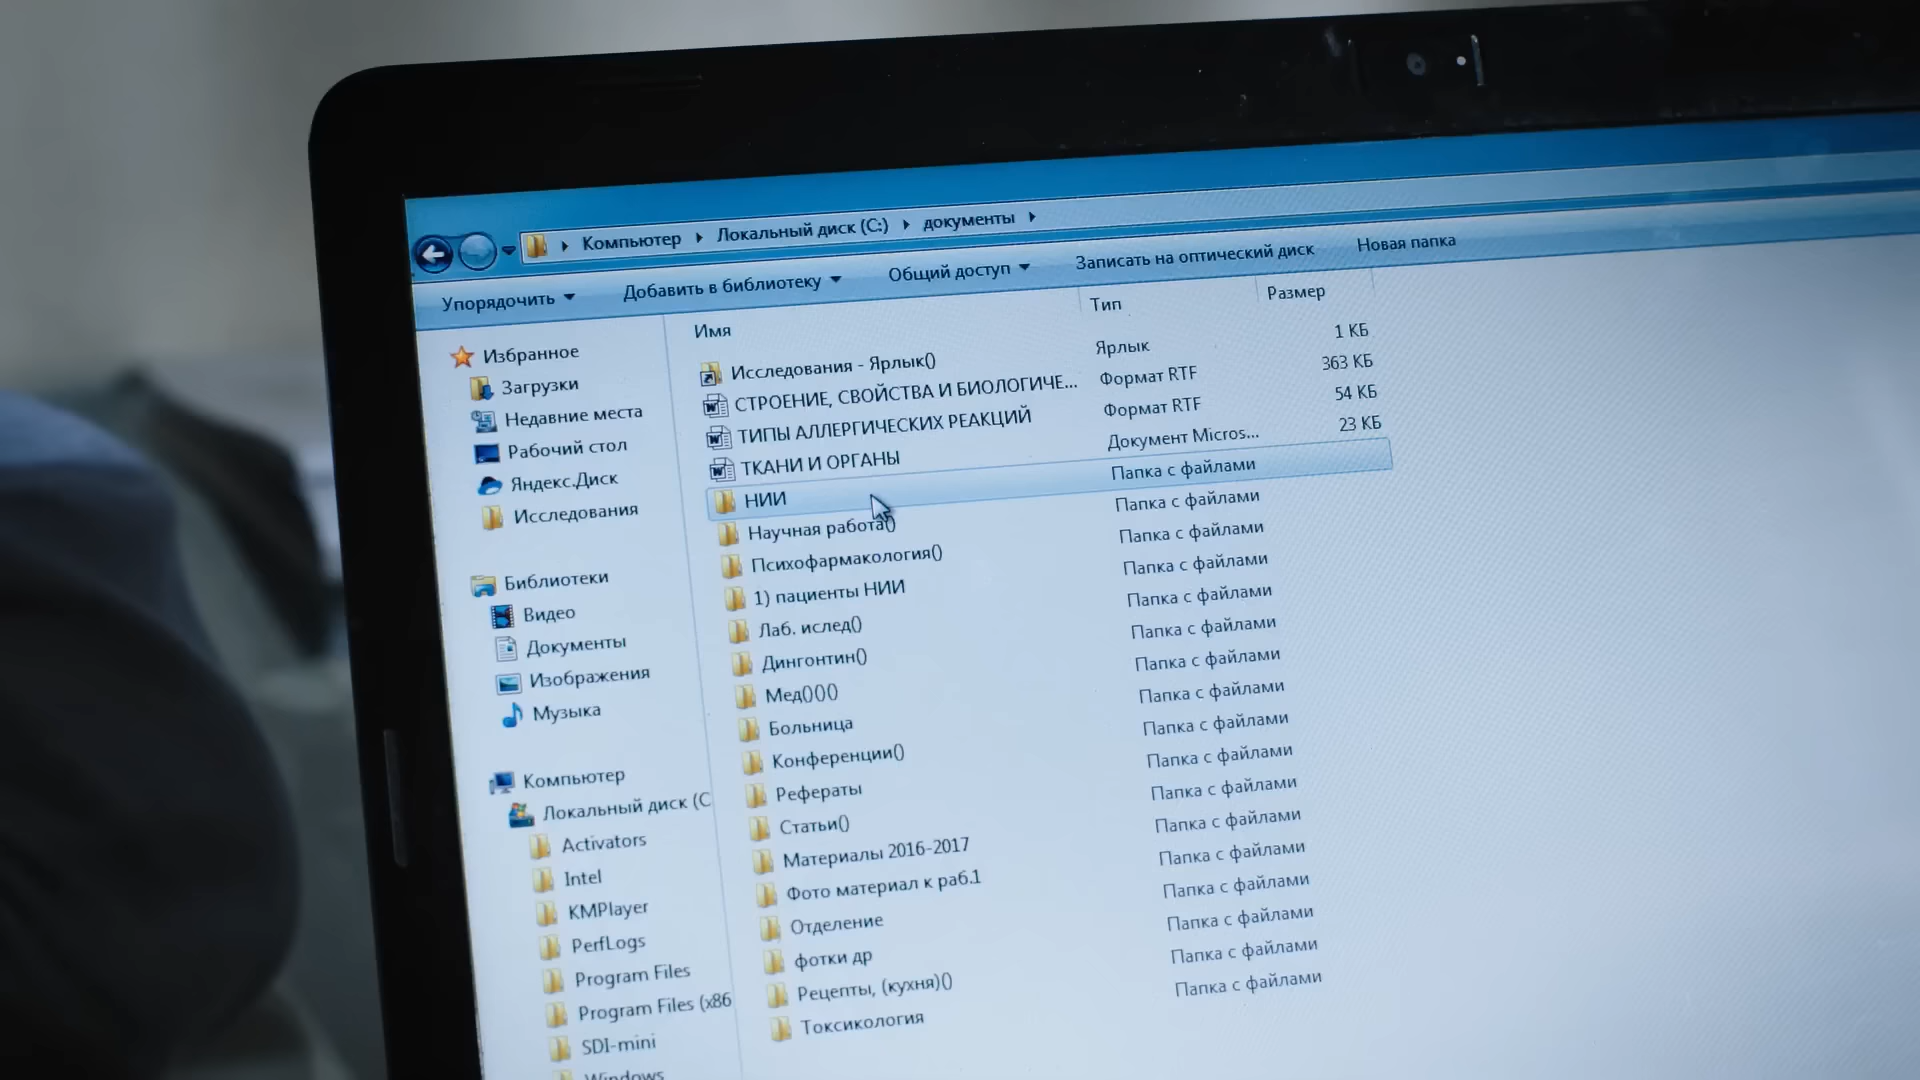 Компьютер Локальный диск (C:) документы
Упорядочить Добавить в библиотеку Общий доступ Записать на оптический диск Новая папка
Имя Тип Размер
Избранное
Загрузки
Недавние места
Рабочий стол
Яндекс.Диск
Исследования
Библиотеки
Видео
Документы
Изображения
Музыка
Компьютер
Локальный диск (C
Activators
Intel
KMPlayer
PerfLogs
Program Files
Program Files (x86
SDI-mini
Windows
Исследования - Ярлык() Ярлык 1 КБ
СТРОЕНИЕ, СВОЙСТВА И БИОЛОГИЧЕ... Формат RTF 363 КБ
ТИПЫ АЛЛЕРГИЧЕСКИХ РЕАКЦИЙ Формат RTF 54 КБ
ТКАНИ И ОРГАНЫ Документ Micros... 23 КБ
НИИ Папка с файлами
Научная работа() Папка с файлами
Психофармакология() Папка с файлами
1) пациенты НИИ Папка с файлами
Лаб. ислед() Папка с файлами
Дингонтин() Папка с файлами
Мед()()() Папка с файлами
Больница Папка с файлами
Конференции() Папка с файлами
Рефераты Папка с файлами
Статьи() Папка с файлами
Материалы 2016-2017 Папка с файлами
Фото материал к раб.1 Папка с файлами
Отделение Папка с файлами
фотки др Папка с файлами
Рецепты, (кухня)() Папка с файлами
Токсикология Папка с файлами